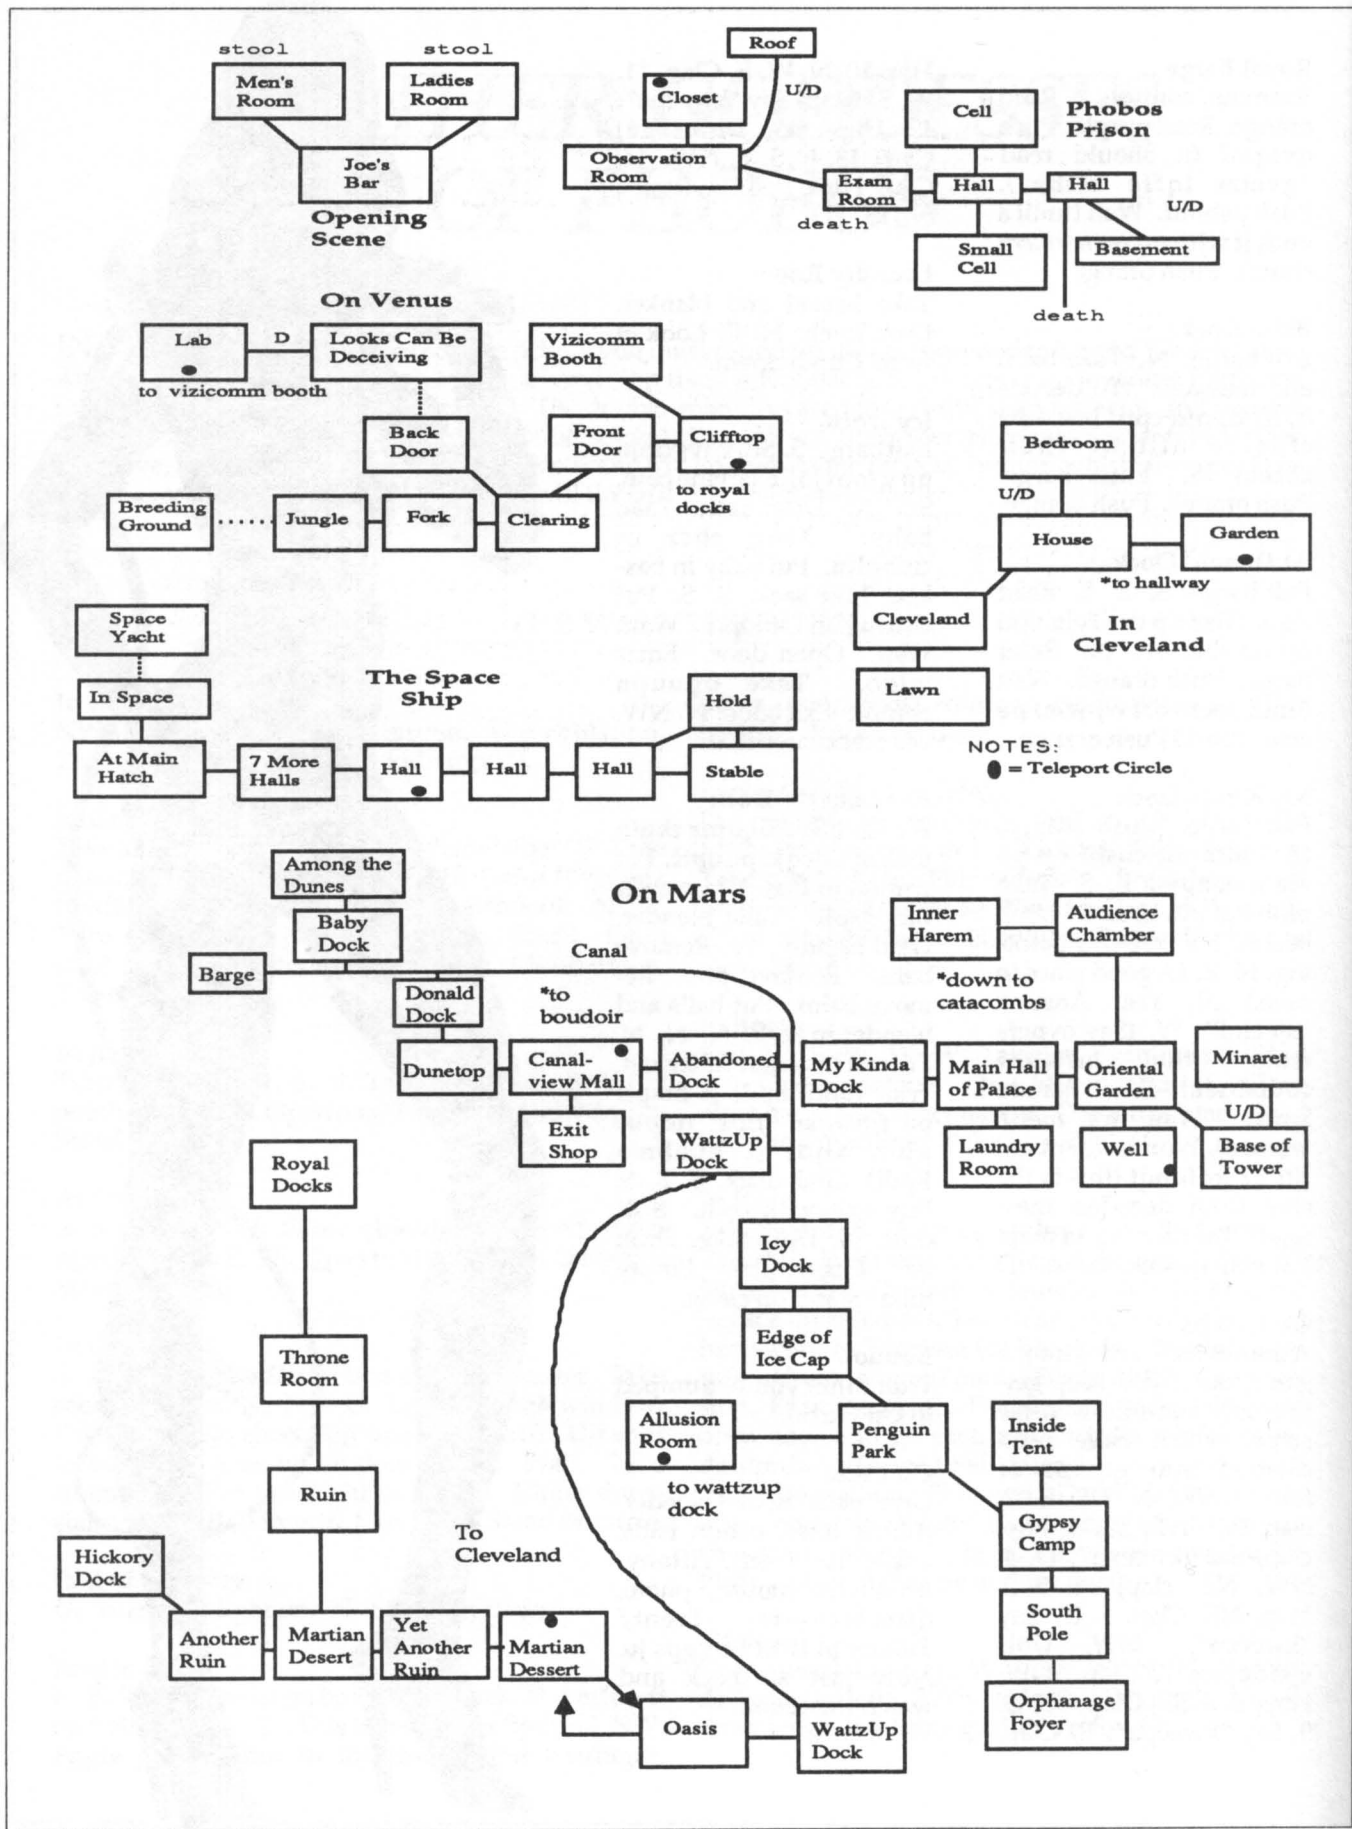 stool
stool
Men's
Room
Ladies
Room
Joe's
Bar
Opening
Scene
Roof
U/D
Closet
Observation
Room
Exam
Room
death
Cell
Hall
Small
Cell
Phobos
Prison
Hall
U/D
Basement
death
On Venus
Lab
D
Looks Can Be
Deceiving
to vizicomm booth
Vizicomm
Booth
Back
Door
Front
Door
Clifftop
to royal
docks
Breeding
Ground
Jungle
Fork
Clearing
Bedroom
U/D
House
Garden
*to hallway
Cleveland
Lawn
In
Cleveland
NOTES:
= Teleport Circle
Space
Yacht
In Space
At Main
Hatch
7 More
Halls
The Space
Ship
Hall
Hall
Hall
Hold
Stable
On Mars
Among the
Dunes
Baby
Dock
Barge
Donald
Dock
Canal
*to
boudoir
Dunetop
Canal-
view Mall
Abandoned
Dock
Exit
Shop
WattzUp
Dock
My Kinda
Dock
Main Hall
of Palace
Oriental
Garden
Inner
Harem
*down to
catacombs
Audience
Chamber
Minaret
U/D
Laundry
Room
Well
Base of
Tower
Royal
Docks
Icy
Dock
Throne
Room
Edge of
Ice Cap
Allusion
Room
to wattzup
dock
Penguin
Park
Inside
Tent
Ruin
Gypsy
Camp
To
Cleveland
Hickory
Dock
Another
Ruin
Martian
Desert
Yet
Another
Ruin
Martian
Dessert
South
Pole
Oasis
WattzUp
Dock
Orphanage
Foyer